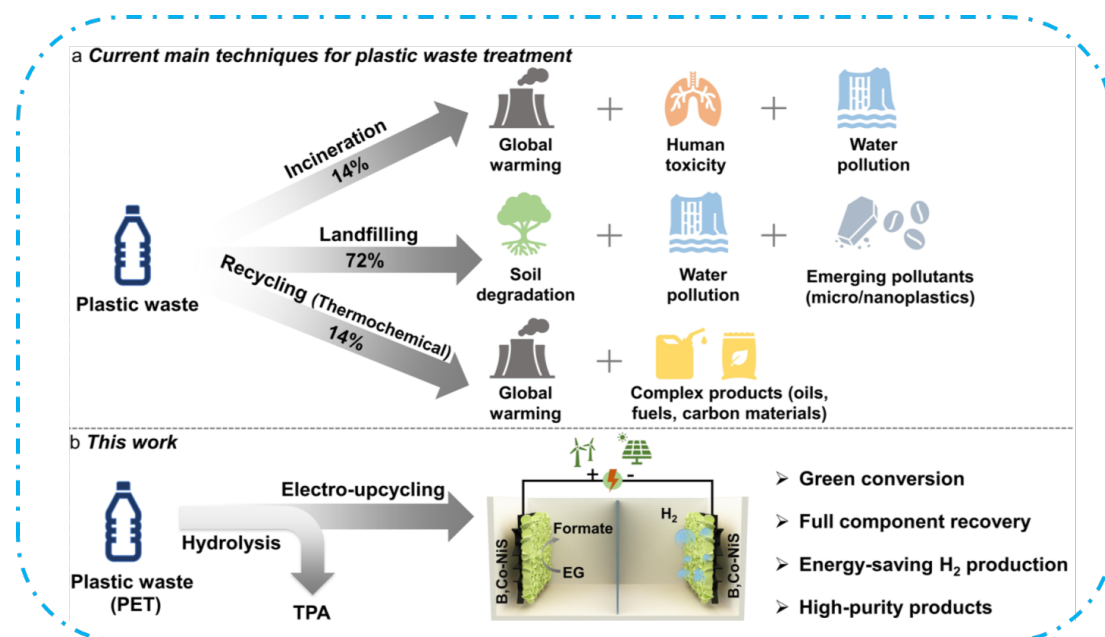 a Current main techniques for plastic waste treatment
Incineration
14%
Global
warming
+
Human
toxicity
+
Water
pollution
Plastic waste
Landfilling
72%
Soil
degradation
+
Water
pollution
+
Emerging pollutants
(micro/nanoplastics)
Recycling (Thermochemical)
14%
Global
warming
+
Complex products (oils,
fuels, carbon materials)
b This work
Plastic waste
(PET)
Hydrolysis
TPA
Electro-upcycling
+ -
B,Co-NiS
Formate
EG
H₂
B,Co-NiS
➢ Green conversion
➢ Full component recovery
➢ Energy-saving H₂ production
➢ High-purity products